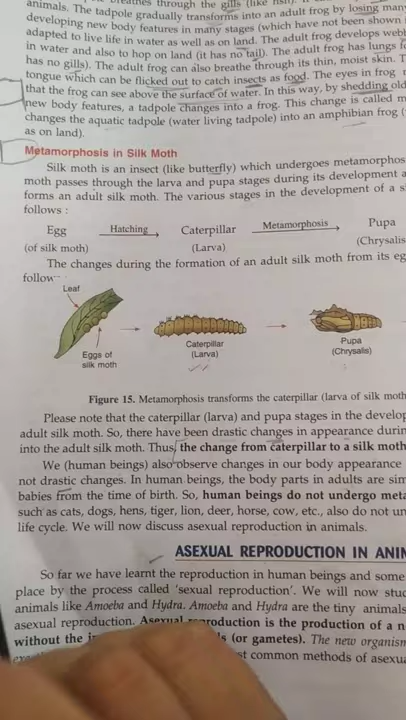 breathes through the gills (like fish).
animals. The tadpole gradually transforms into an adult frog by losing many
developing new body features in many stages (which have not been shown
adapted to live life in water as well as on land. The adult frog develops webb
in water and also to hop on land (it has no tail). The adult frog has lungs f
has no gills). The adult frog can also breathe through its thin, moist skin. T
tongue which can be flicked out to catch insects as food. The eyes in frog
that the frog can see above the surface of water. In this way, by shedding old
new body features, a tadpole changes into a frog. This change is called m
changes the aquatic tadpole (water living tadpole) into an amphibian frog (
as on land).
Metamorphosis in Silk Moth
Silk moth is an insect (like butterfly) which undergoes metamorphos
moth passes through the larva and pupa stages during its development a
forms an adult silk moth. The various stages in the development of a s
follows :
Egg Hatching Caterpillar Metamorphosis Pupa
(of silk moth) (Larva) (Chrysalis
The changes during the formation of an adult silk moth from its eg
follow
Leaf
Eggs of
silk moth
Caterpillar
(Larva)
Pupa
(Chrysalis)
Figure 15. Metamorphosis transforms the caterpillar (larva of silk moth
Please note that the caterpillar (larva) and pupa stages in the develop
adult silk moth. So, there have been drastic changes in appearance durin
into the adult silk moth. Thus, the change from caterpillar to a silk moth
We (human beings) also observe changes in our body appearance
not drastic changes. In human beings, the body parts in adults are sim
babies from the time of birth. So, human beings do not undergo meta
such as cats, dogs, hens, tiger, lion, deer, horse, cow, etc., also do not un
life cycle. We will now discuss asexual reproduction in animals.
ASEXUAL REPRODUCTION IN ANIM
So far we have learnt the reproduction in human beings and some
place by the process called 'sexual reproduction'. We will now stud
animals like Amoeba and Hydra. Amoeba and Hydra are the tiny animals
asexual reproduction. Asexual reproduction is the production of a n
without the (or gametes). The new organism
st common methods of asexua